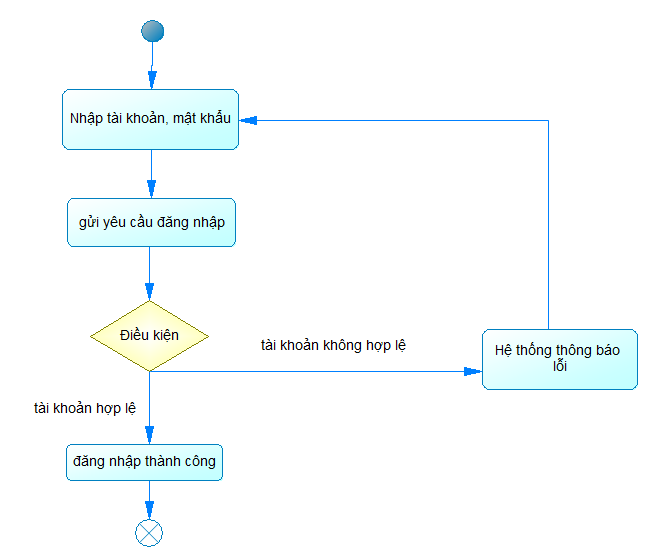 Nhập tài khoản, mật khẩu
gửi yêu cầu đăng nhập
Điều kiện
tài khoản không hợp lệ
Hệ thống thông báo
lỗi
tài khoản hợp lệ
đăng nhập thành công